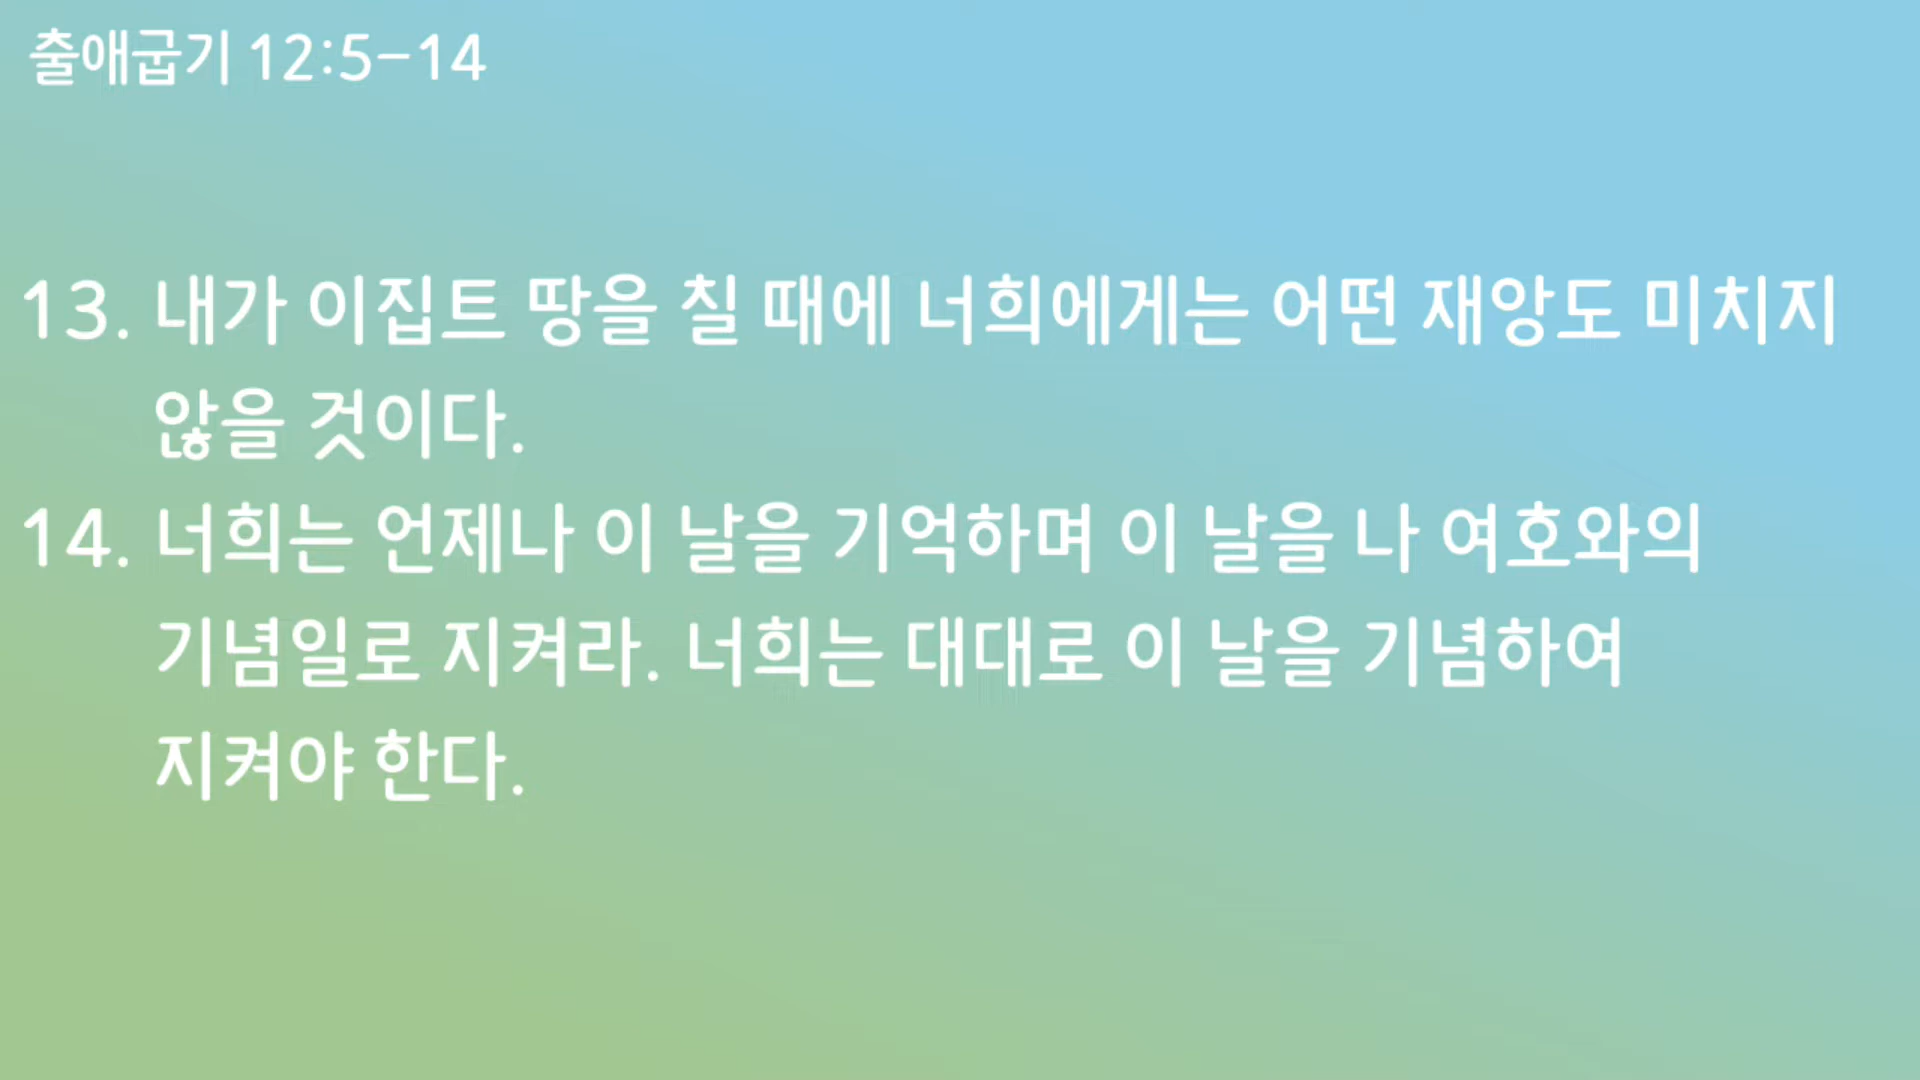 출애굽기 12:5-14
13. 내가 이집트 땅을 칠 때에 너희에게는 어떤 재앙도 미치지
않을 것이다.
14. 너희는 언제나 이 날을 기억하며 이 날을 나 여호와의
기념일로 지켜라. 너희는 대대로 이 날을 기념하여
지켜야 한다.